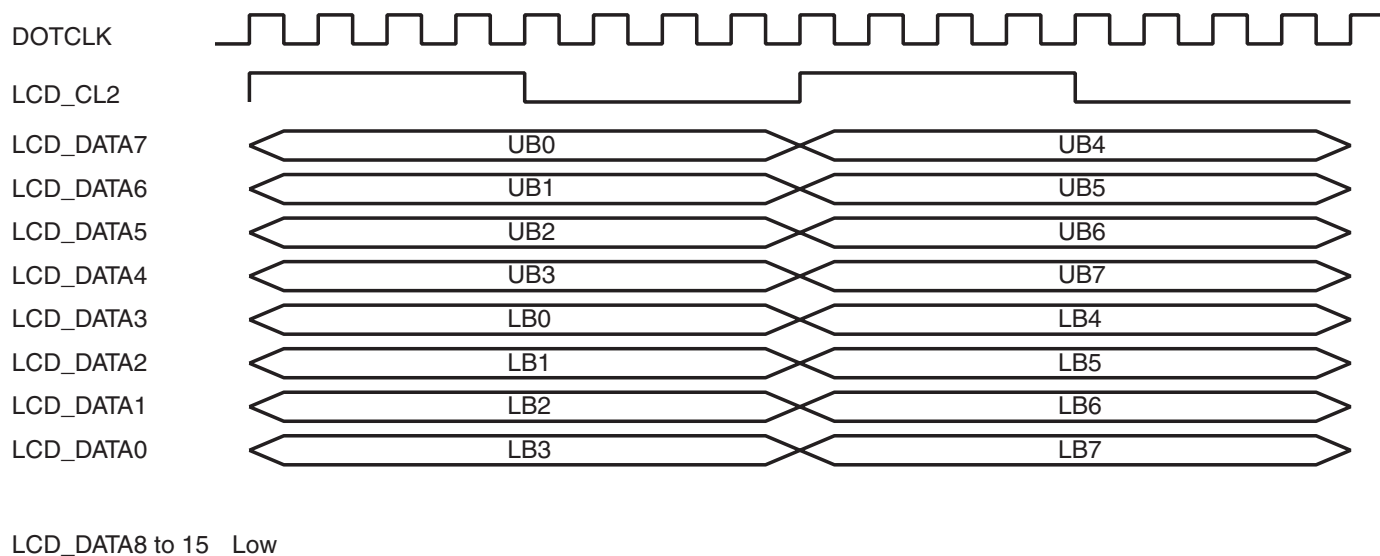 DOTCLK
LCD_CL2
LCD_DATA7 UB0 UB4
LCD_DATA6 UB1 UB5
LCD_DATA5 UB2 UB6
LCD_DATA4 UB3 UB7
LCD_DATA3 LB0 LB4
LCD_DATA2 LB1 LB5
LCD_DATA1 LB2 LB6
LCD_DATA0 LB3 LB7
LCD_DATA8 to 15 Low